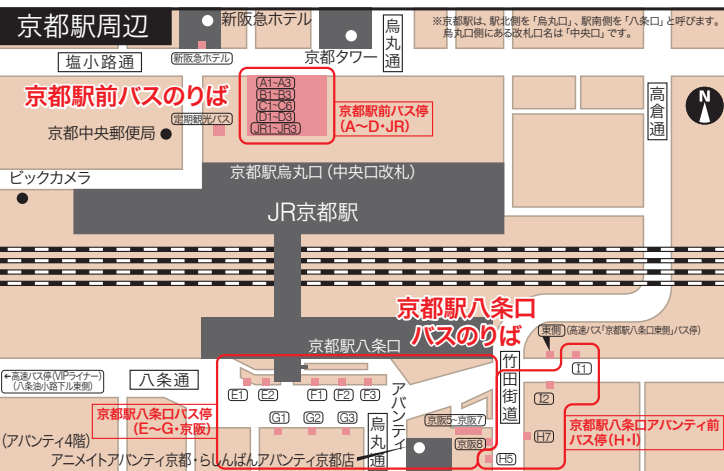 京都駅周辺
新阪急ホテル
※京都駅は、駅北側を「烏丸口」、駅南側を「八条口」と呼びます。
烏丸口側にある改札口名は「中央口」です。
烏丸通
京都タワー
塩小路通
新阪急ホテル
京都駅前バスのりば
A1~A3
B1~B3
C1~C6
D1~D3
JR1~JR3
京都駅前バス停
(A~D・JR)
高倉通
N
定期観光バス
京都中央郵便局
ビックカメラ
京都駅烏丸口(中央口改札)
JR京都駅
京都駅八条口
バスのりば
東側 (高速バス「京都駅八条口東側」バス停)
京都駅八条口
←高速バス停(VIPライナー)
(八条油小路下ル東側)
八条通
竹田街道
I1
E1
E2
F1
F2
F3
I2
アバンティ
京都駅八条口バス停
(E~G・京阪)
G1
G2
G3
烏丸通
京阪5~京阪7
京阪8
H7
京都駅八条口アバンティ前
バス停(H・I)
(アバンティ4階)
アニメイトアバンティ京都・らしんばんアバンティ京都店
H5